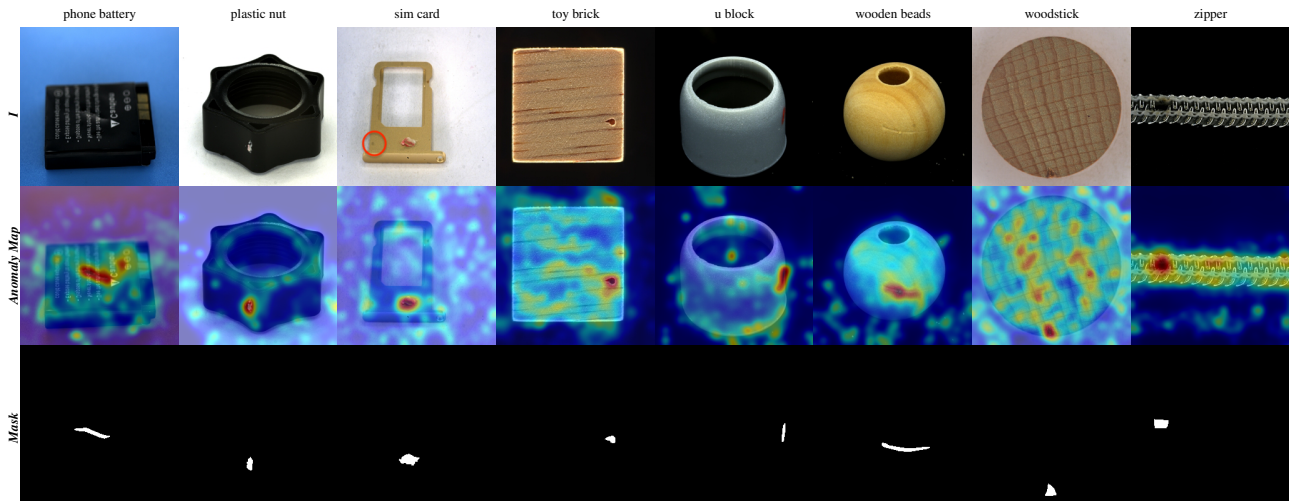 phone battery plastic nut sim card toy brick u block wooden beads woodstick zipper
I
Anomaly Map
Mask